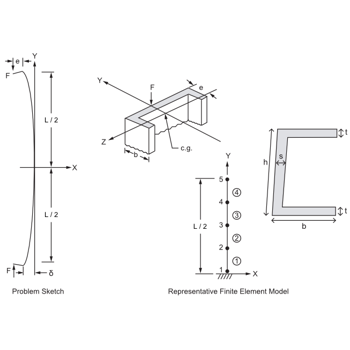 e
Y
F
L / 2
X
L / 2
F
δ
Problem Sketch
Y
F
e
Z
b
c.g.
Y
5
4
4
3
L / 2
3
2
2
1
1
X
Representative Finite Element Model
h
s
t
t
b